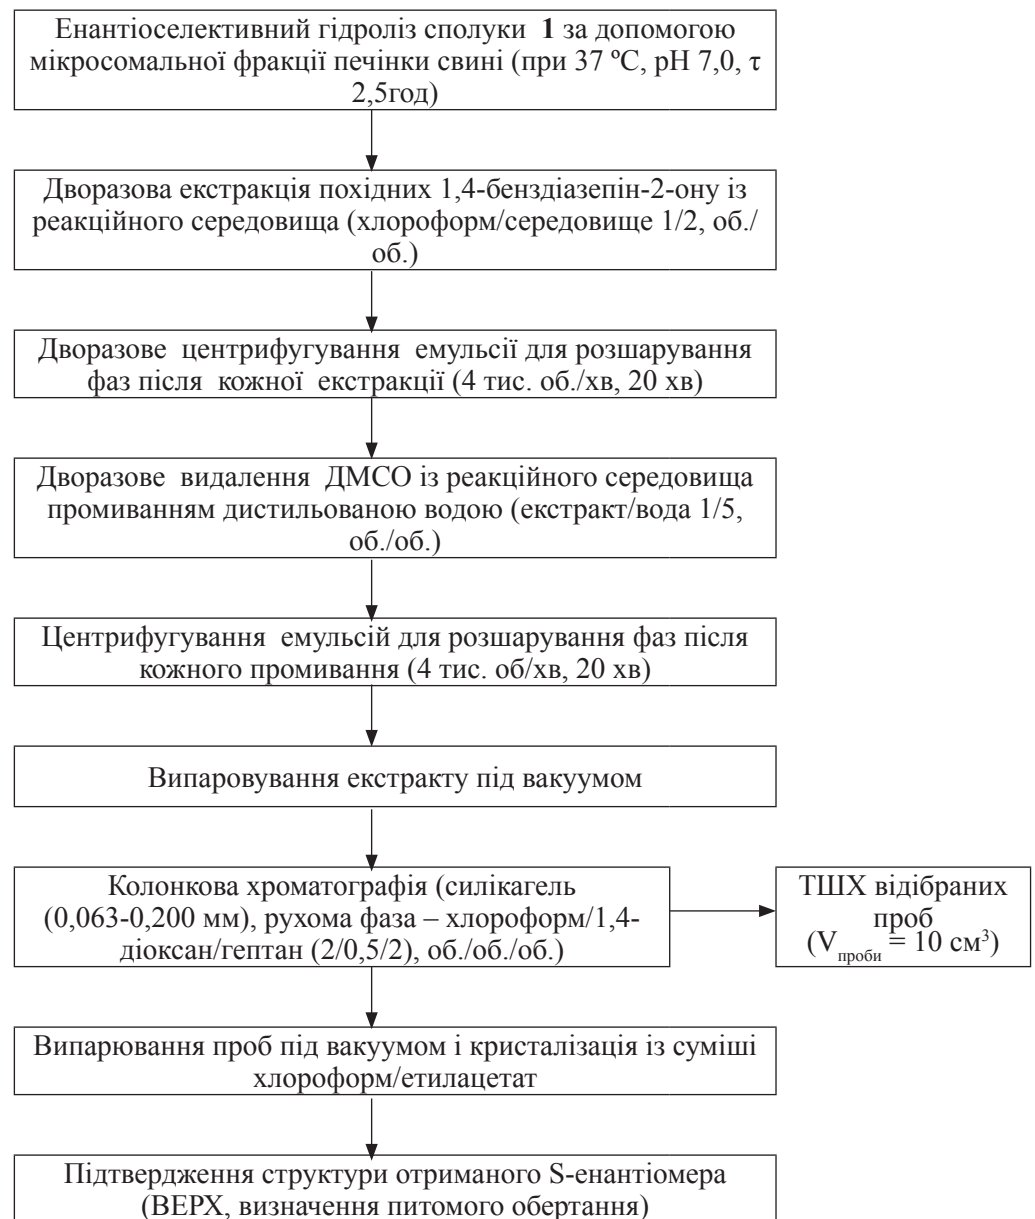 Енантіоселективний гідроліз сполуки 1 за допомогою
мікросомальної фракції печінки свині (при 37 ºС, рН 7,0, τ
2,5год)
Дворазова екстракція похідних 1,4-бенздіазепін-2-ону із
реакційного середовища (хлороформ/середовище 1/2, об./
об.)
Дворазове центрифугування емульсії для розшарування
фаз після кожної екстракції (4 тис. об./хв, 20 хв)
Дворазове видалення ДМСО із реакційного середовища
промиванням дистильованою водою (екстракт/вода 1/5,
об./об.)
Центрифугування емульсій для розшарування фаз після
кожного промивання (4 тис. об/хв, 20 хв)
Випаровування екстракту під вакуумом
Колонкова хроматографія (силікагель
(0,063-0,200 мм), рухома фаза – хлороформ/1,4-
діоксан/гептан (2/0,5/2), об./об./об.)
ТШХ відібраних
проб
(V проби = 10 см³)
Випарювання проб під вакуумом і кристалізація із суміші
хлороформ/етилацетат
Підтвердження структури отриманого S-енантіомера
(ВЕРХ, визначення питомого обертання)